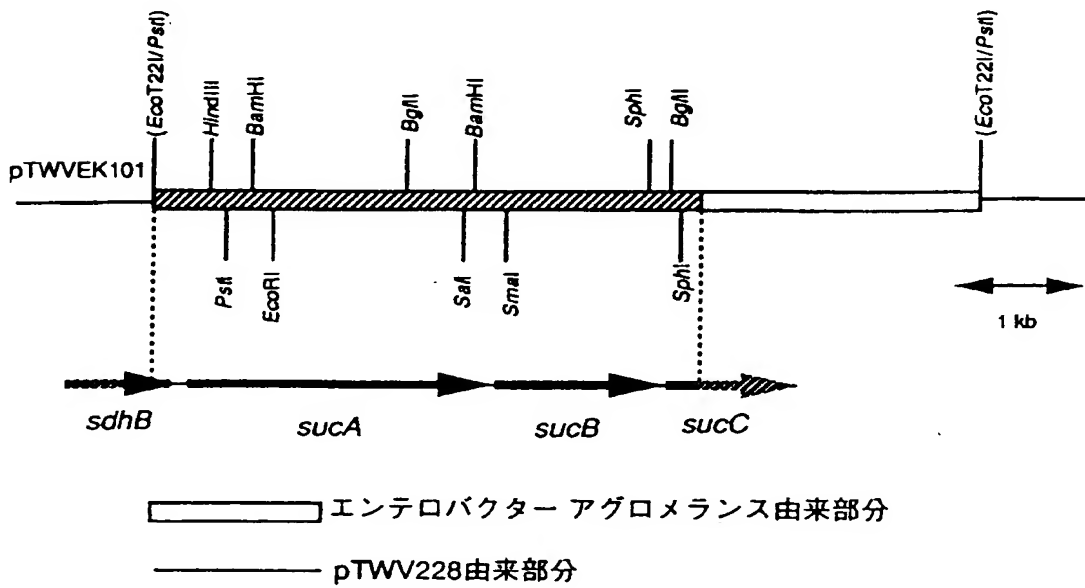 (EcoT22I/PstI)
HindIII
BamHI
BglII
BamHI
SphI
BglII
(EcoT22I/PstI)
pTWVEK101
PstI
EcoRI
SalI
SmaI
SphI
1 kb
sdhB
sucA
sucB
sucC
エンテロバクター アグロメランス由来部分
pTWV228由来部分